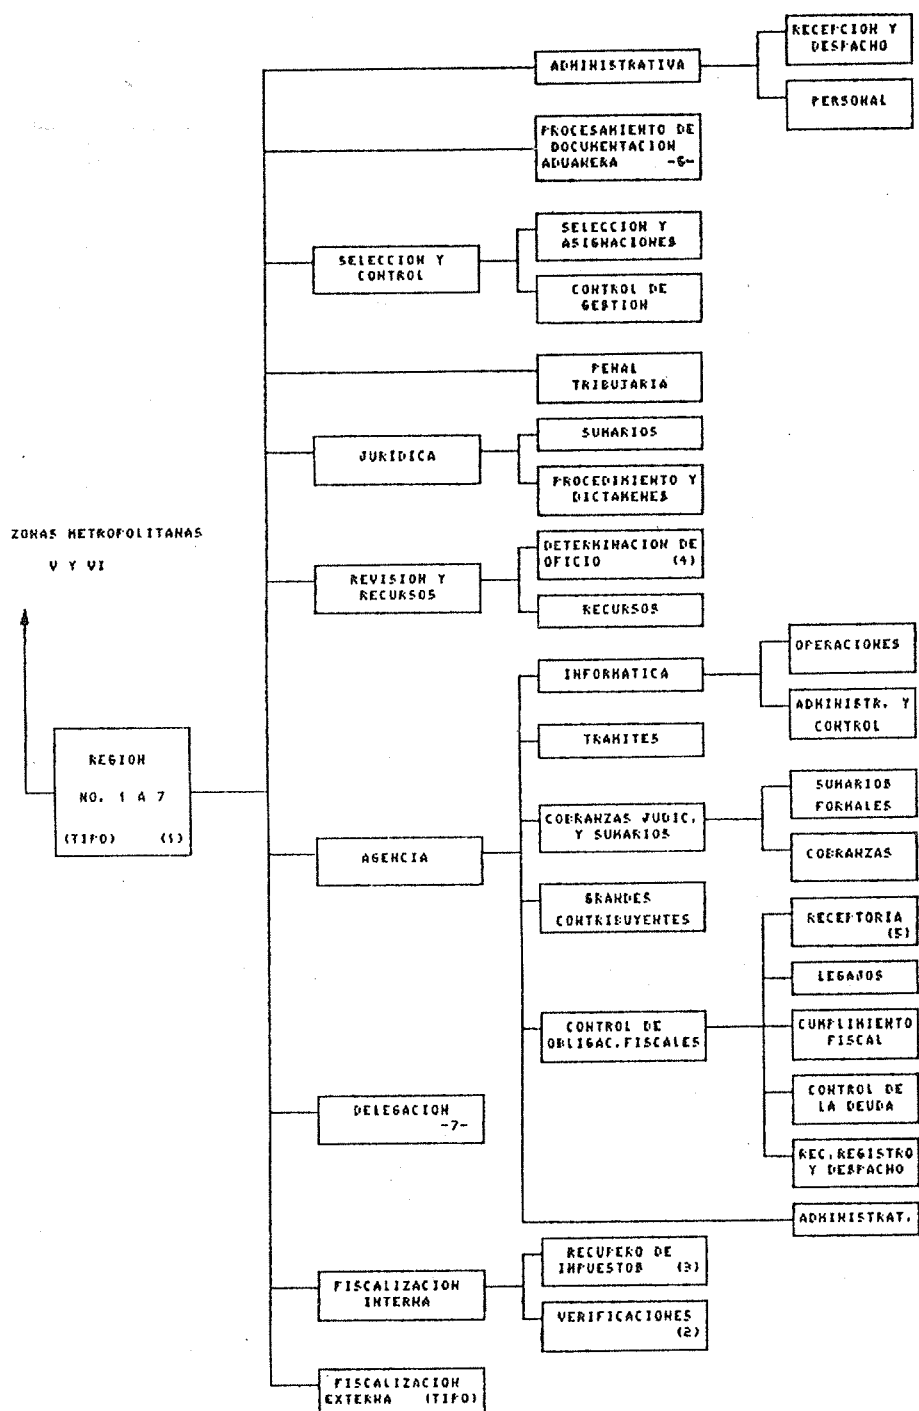 RECEPCION Y
DESPACHO
ADMINISTRATIVA
PERSONAL
PROCESAMIENTO DE
DOCUMENTACION
ADUANERA -6-
SELECCION Y
ASIGNACIONES
SELECCION Y
CONTROL
CONTROL DE
GESTION
PENAL
TRIBUTARIA
SUMARIOS
JURIDICA
PROCEDIMIENTO Y
DICTAMENES
ZONAS METROPOLITANAS
V Y VI
DETERMINACION DE
OFICIO (4)
REVISION Y
RECURSOS
RECURSOS
OPERACIONES
INFORMATICA
ADMINISTR. Y
CONTROL
TRAMITES
REGION
NO. 1 A 7
(TIPO) (1)
SUMARIOS
FORMALES
COBRANZAS JUDIC.
Y SUMARIOS
COBRANZAS
AGENCIA
GRANDES
CONTRIBUYENTES
RECEPTORIA
(5)
LEGAJOS
CONTROL DE
OBLIGAC.FISCALES
CUMPLIMIENTO
FISCAL
CONTROL DE
LA DEUDA
DELEGACION
-7-
REC.REGISTRO
Y DESPACHO
ADMINISTRAT.
RECUPERO DE
IMPUESTOS (3)
FISCALIZACION
INTERNA
VERIFICACIONES
(2)
FISCALIZACION
EXTERNA (TIPO)